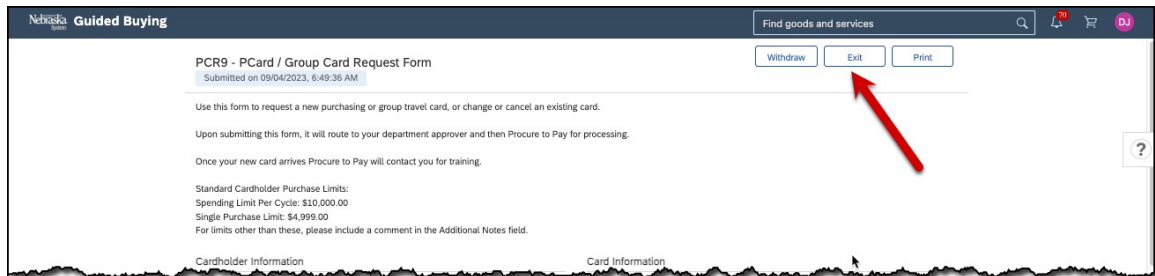 Nebraska Guided Buying
System
Find goods and services
70
DJ
PCR9 - PCard / Group Card Request Form
Withdraw
Exit
Print
Submitted on 09/04/2023, 6:49:36 AM
Use this form to request a new purchasing or group travel card, or change or cancel an existing card.
Upon submitting this form, it will route to your department approver and then Procure to Pay for processing.
?
Once your new card arrives Procure to Pay will contact you for training.
Standard Cardholder Purchase Limits:
Spending Limit Per Cycle: $10,000.00
Single Purchase Limit: $4,999.00
For limits other than these, please include a comment in the Additional Notes field.
Cardholder Information
Card Information